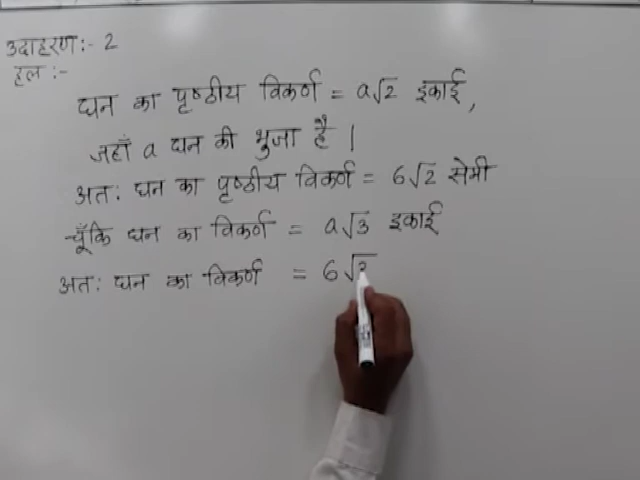 उदाहरण :- 2
हल :-
घन का पृष्ठीय विकर्ण = a√2 इकाई,
जहाँ a घन की भुजा है |
अतः घन का पृष्ठीय विकर्ण = 6√2 सेमी
चूँकि घन का विकर्ण = a√3 इकाई
अतः घन का विकर्ण = 6√3